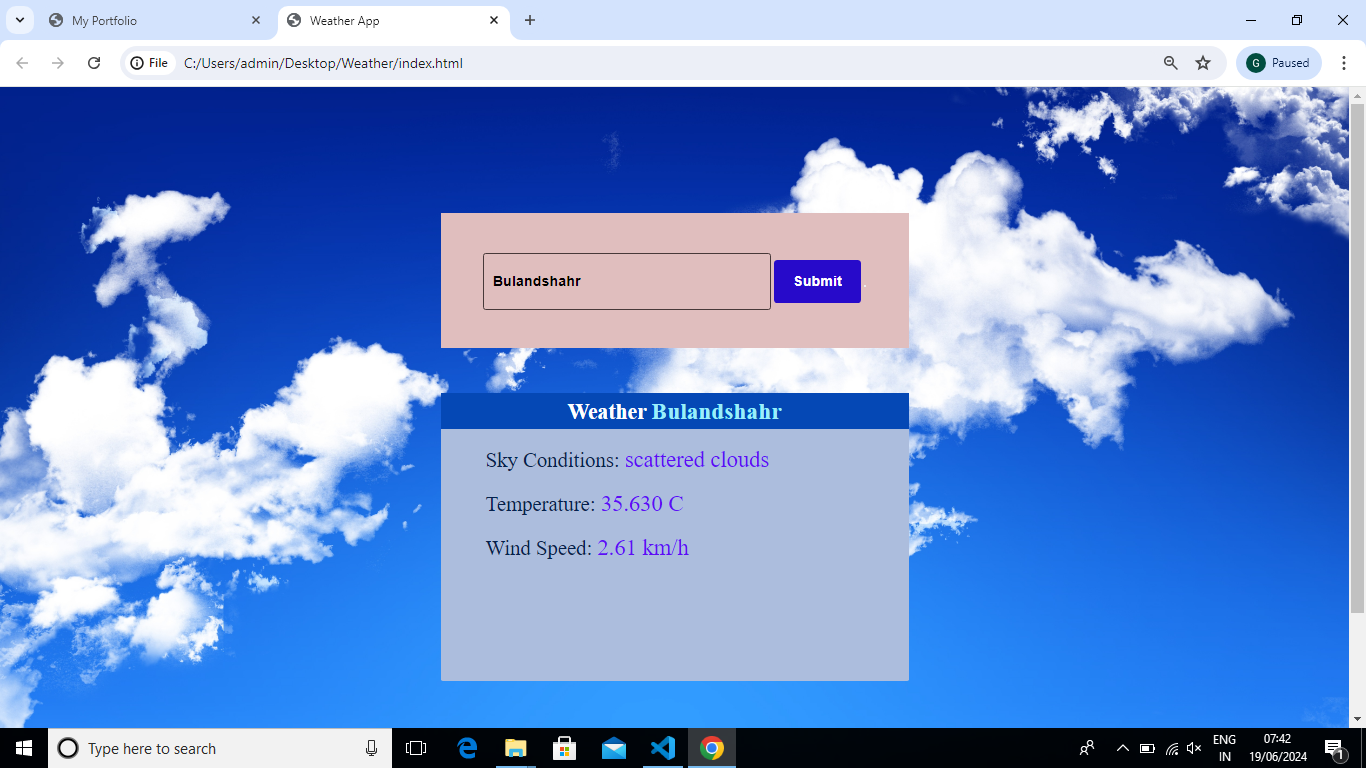 My Portfolio
Weather App
File
C:/Users/admin/Desktop/Weather/index.html
G
Paused
Bulandshahr
Submit
Weather Bulandshahr
Sky Conditions: scattered clouds
Temperature: 35.630 C
Wind Speed: 2.61 km/h
Type here to search
ENG
IN
07:42
19/06/2024
1